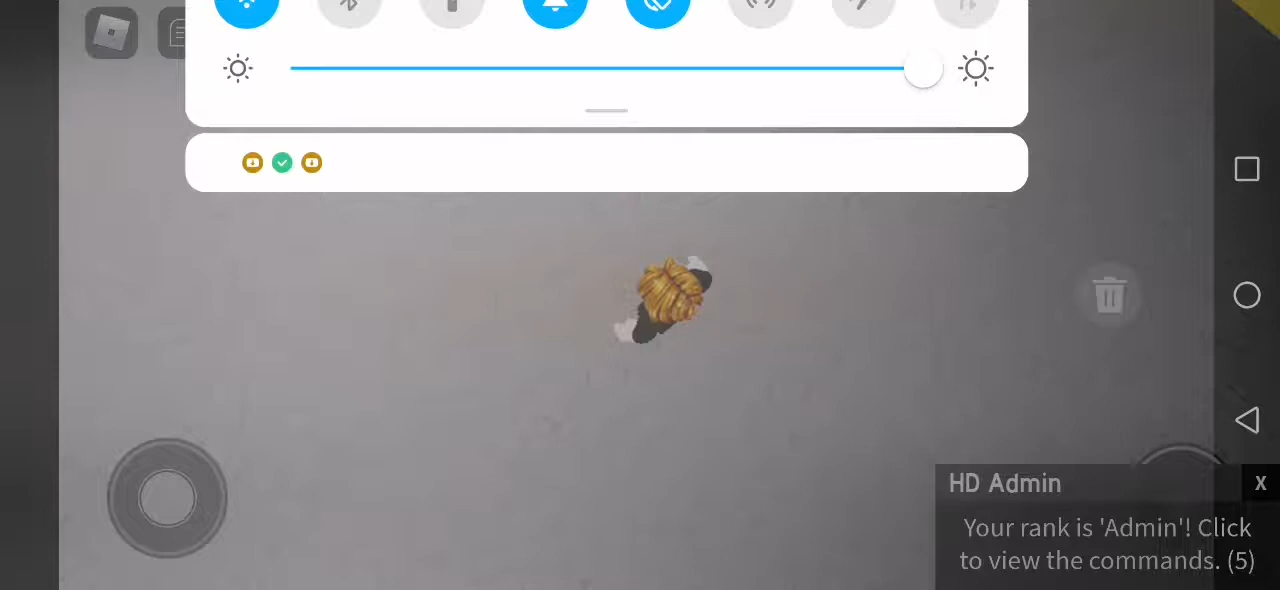 HD Admin
X
Your rank is 'Admin'! Click
to view the commands. (5)